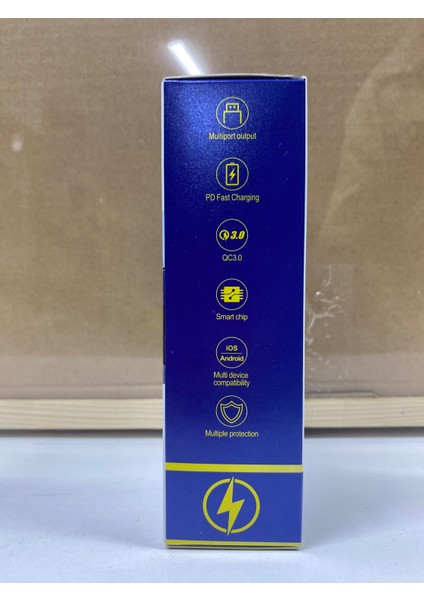 Multiport output
PD Fast Charging
3.0
QC3.0
Smart chip
iOS
Android
Multi device
compatibility
Multiple protection